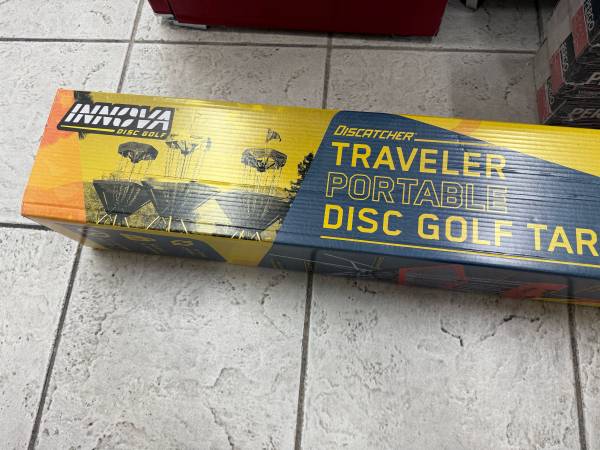 INNOVA
DISC GOLF
DISCATCHER
TRAVELER
PORTABLE
DISC GOLF TAR